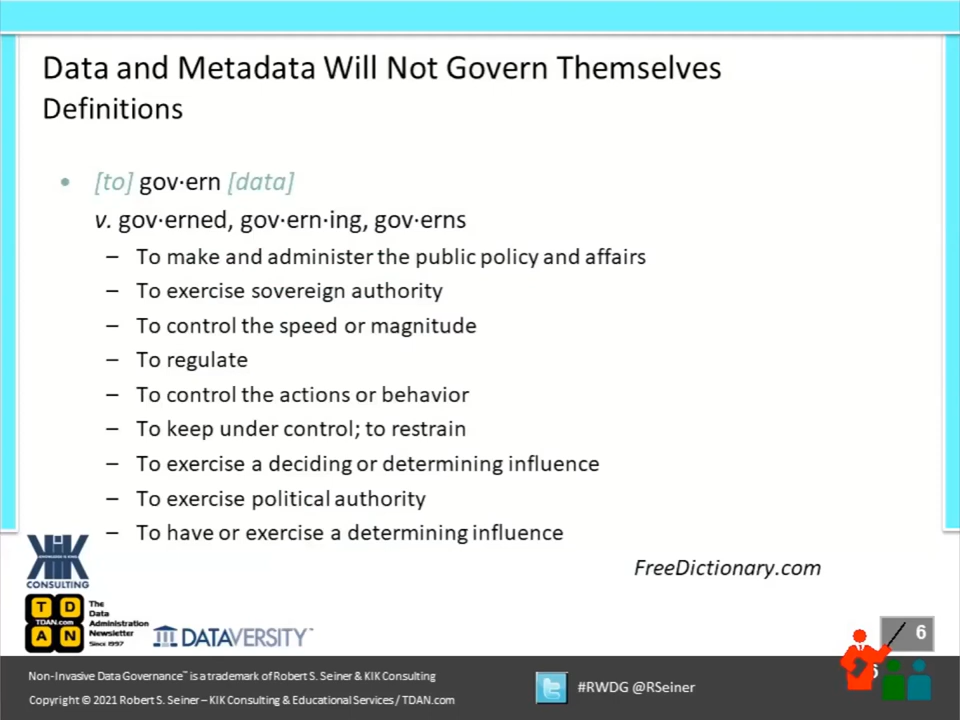 Data and Metadata Will Not Govern Themselves
Definitions
• [to] gov·ern [data]
v. gov·erned, gov·ern·ing, gov·erns
– To make and administer the public policy and affairs
– To exercise sovereign authority
– To control the speed or magnitude
– To regulate
– To control the actions or behavior
– To keep under control; to restrain
– To exercise a deciding or determining influence
– To exercise political authority
– To have or exercise a determining influence
FreeDictionary.com
KIK
CONSULTING
T D
TDAN.com
A N
The
Data
Administration
Newsletter
Since 1997
DATAVERSITY™
6
6
Non-Invasive Data Governance™ is a trademark of Robert S. Seiner & KIK Consulting
Copyright © 2021 Robert S. Seiner – KIK Consulting & Educational Services / TDAN.com
#RWDG @RSeiner